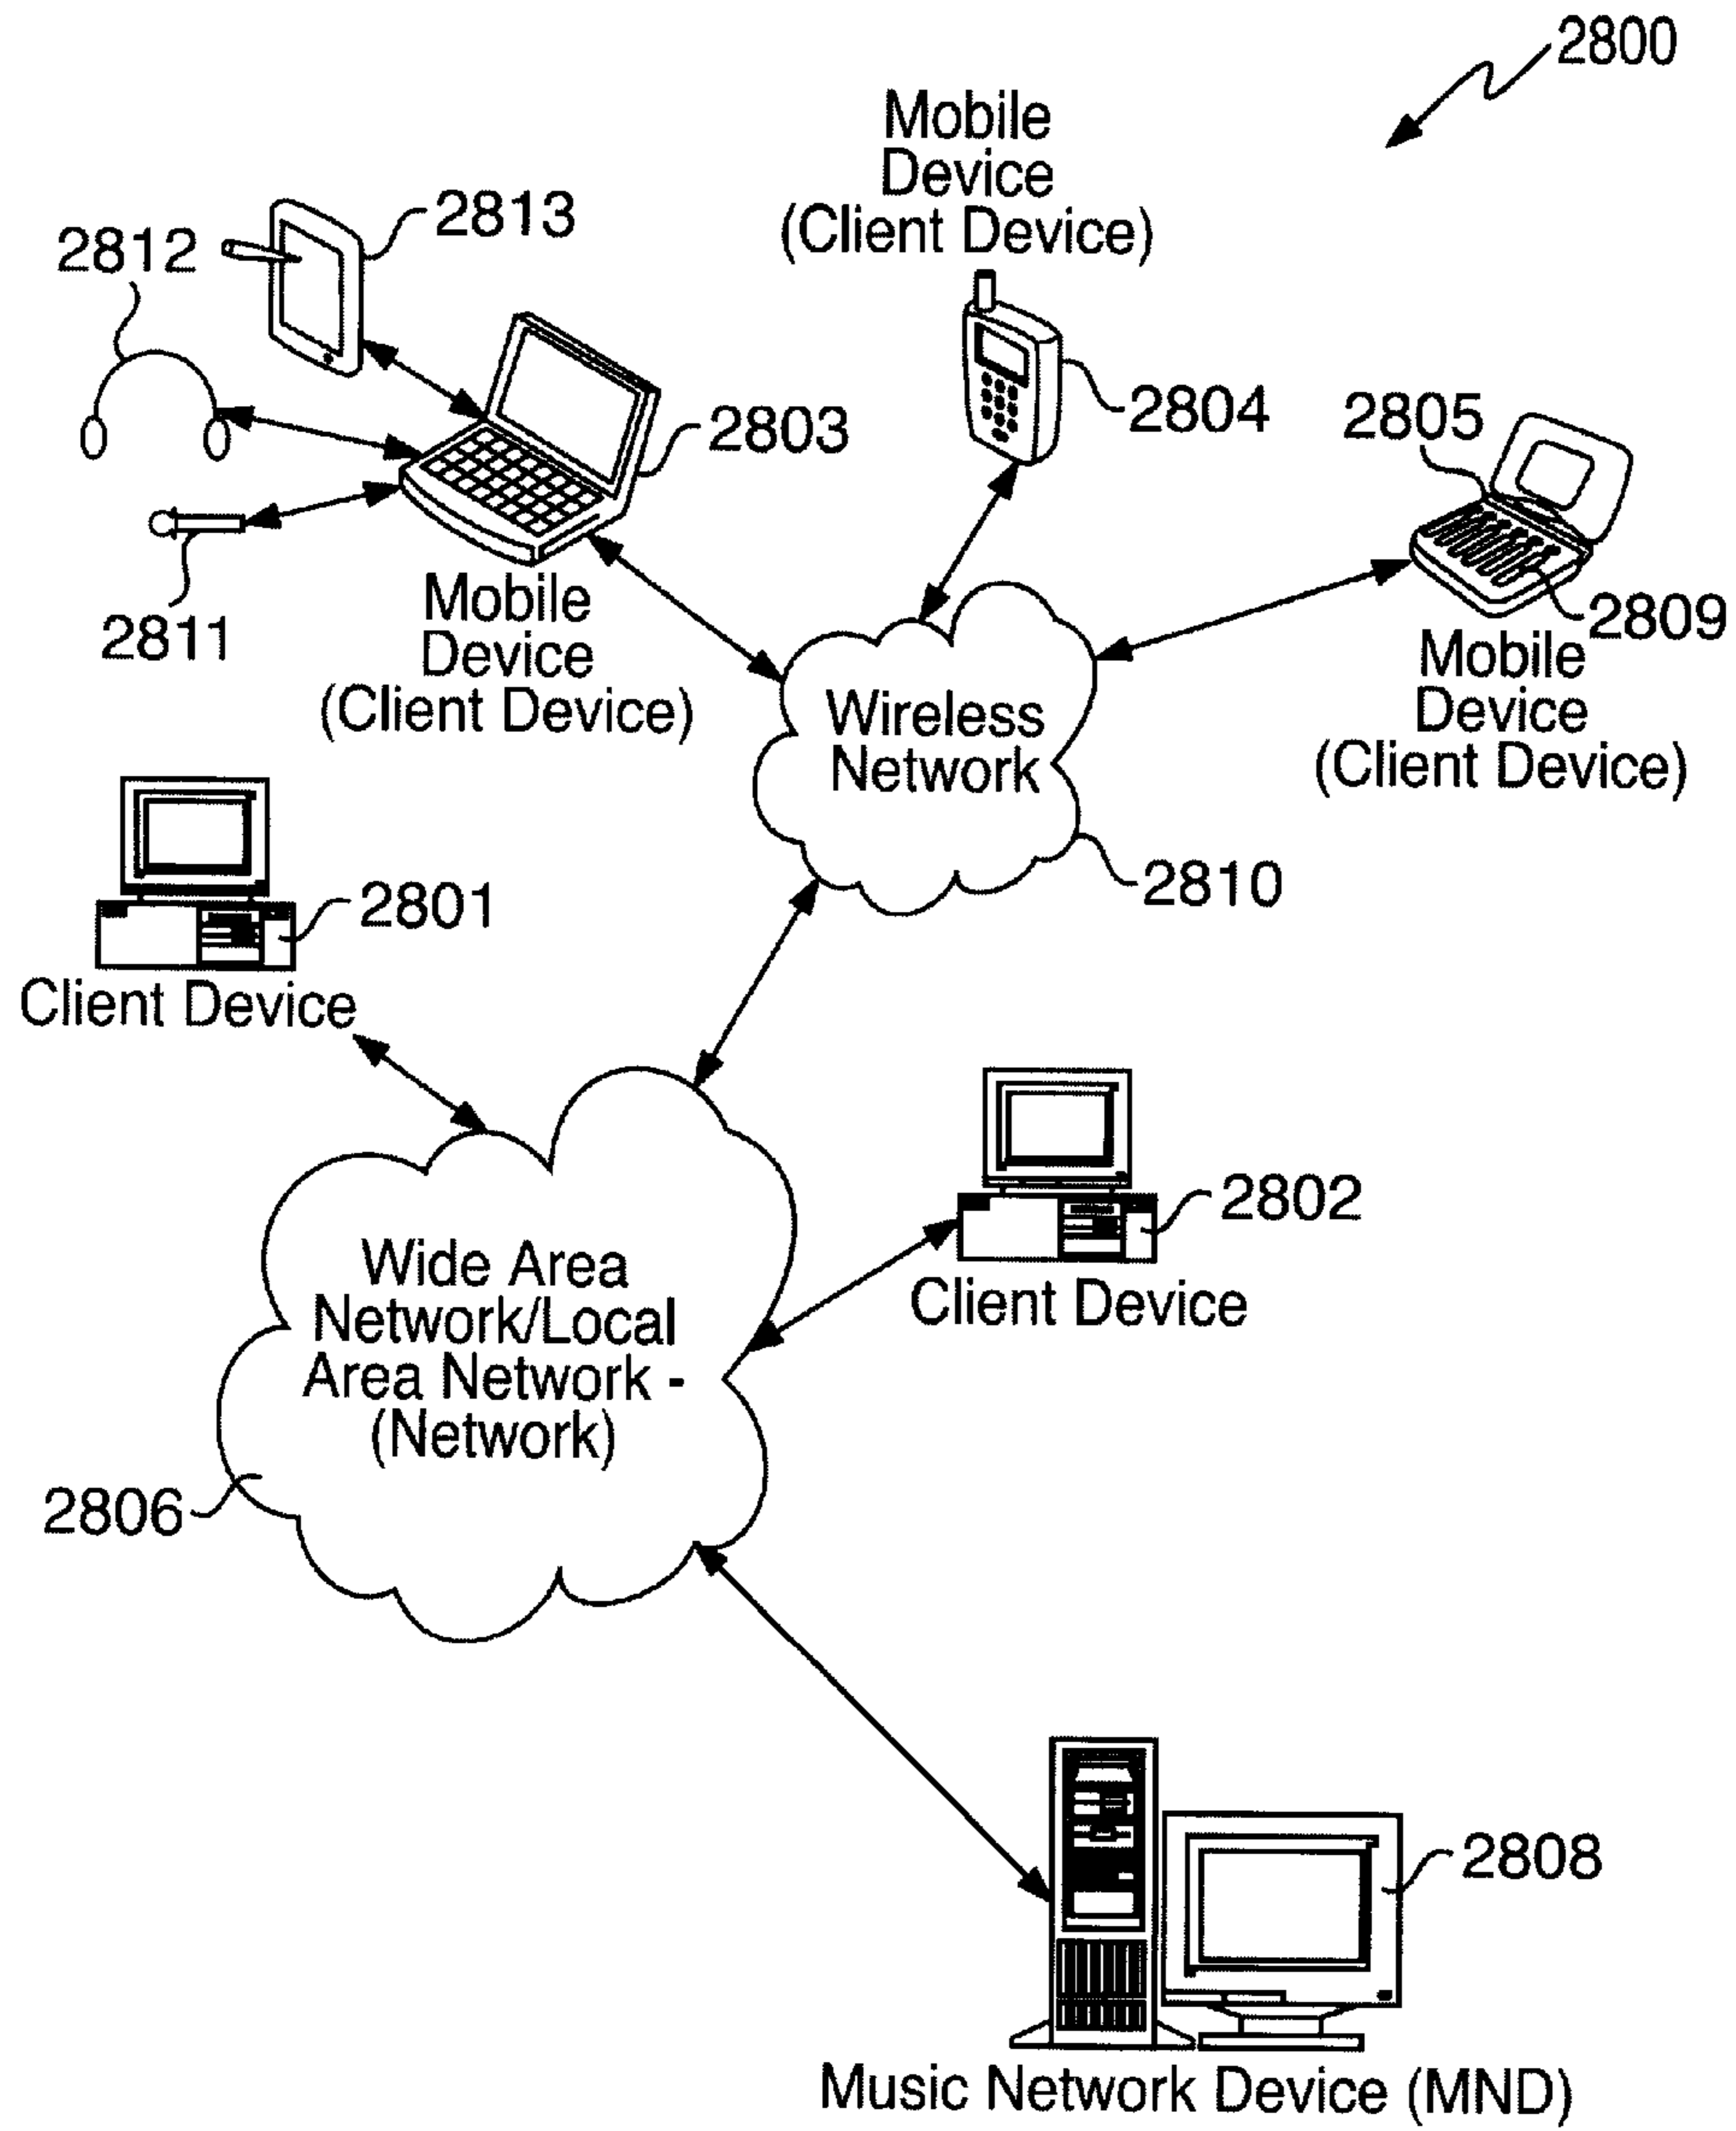 2800
Mobile
Device
(Client Device)
2813
2812
2803
2804
2805
2811
2809
Mobile
Device
(Client Device)
Mobile
Device
(Client Device)
Wireless
Network
2810
2801
Client Device
2802
Client Device
Wide Area
Network/Local
Area Network -
(Network)
2806
2808
Music Network Device (MND)